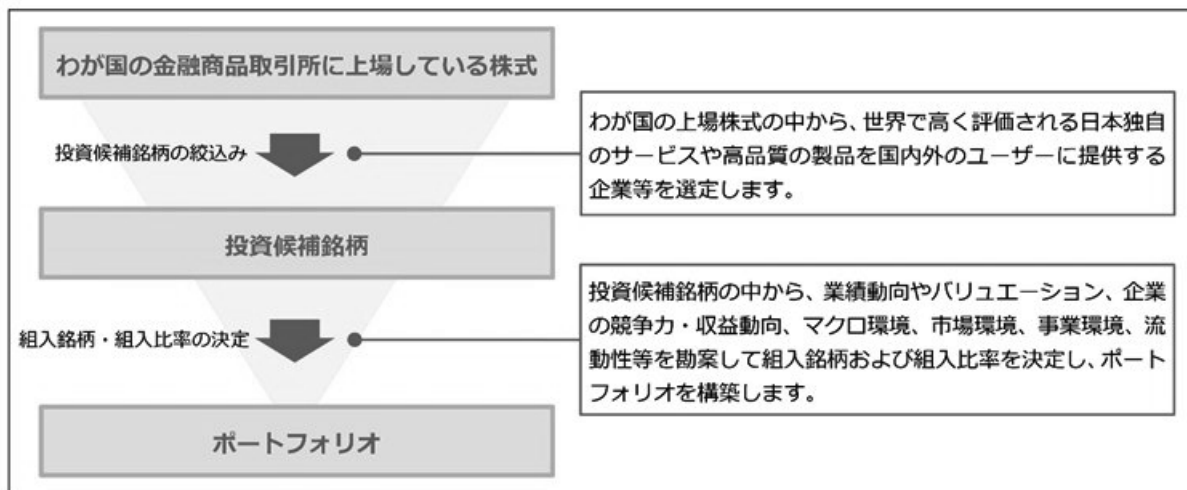 わが国の金融商品取引所に上場している株式
投資候補銘柄の絞込み
わが国の上場株式の中から、世界で高く評価される日本独自
のサービスや高品質の製品を国内外のユーザーに提供する
企業等を選定します。
投資候補銘柄
組入銘柄・組入比率の決定
投資候補銘柄の中から、業績動向やバリュエーション、企業
の競争力・収益動向、マクロ環境、市場環境、事業環境、流
動性等を勘案して組入銘柄および組入比率を決定し、ポート
フォリオを構築します。
ポートフォリオ